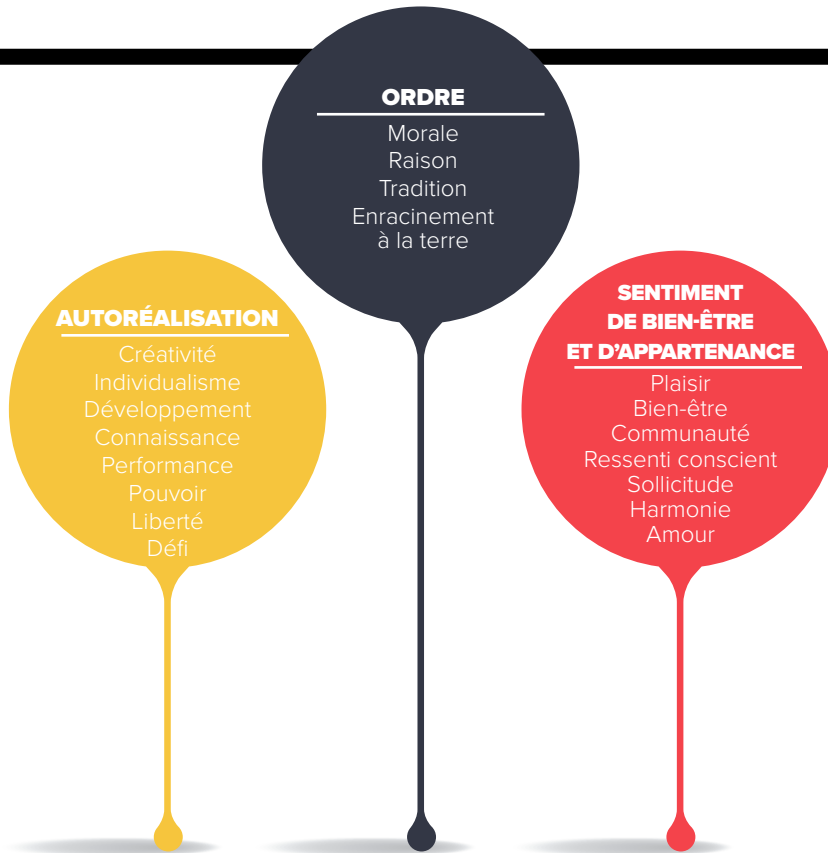 ORDRE
Morale
Raison
Tradition
Enracinement
à la terre
AUTORÉALISATION
Créativité
Individualisme
Développement
Connaissance
Performance
Pouvoir
Liberté
Défi
SENTIMENT
DE BIEN-ÊTRE
ET D'APPARTENANCE
Plaisir
Bien-être
Communauté
Ressenti conscient
Sollicitude
Harmonie
Amour